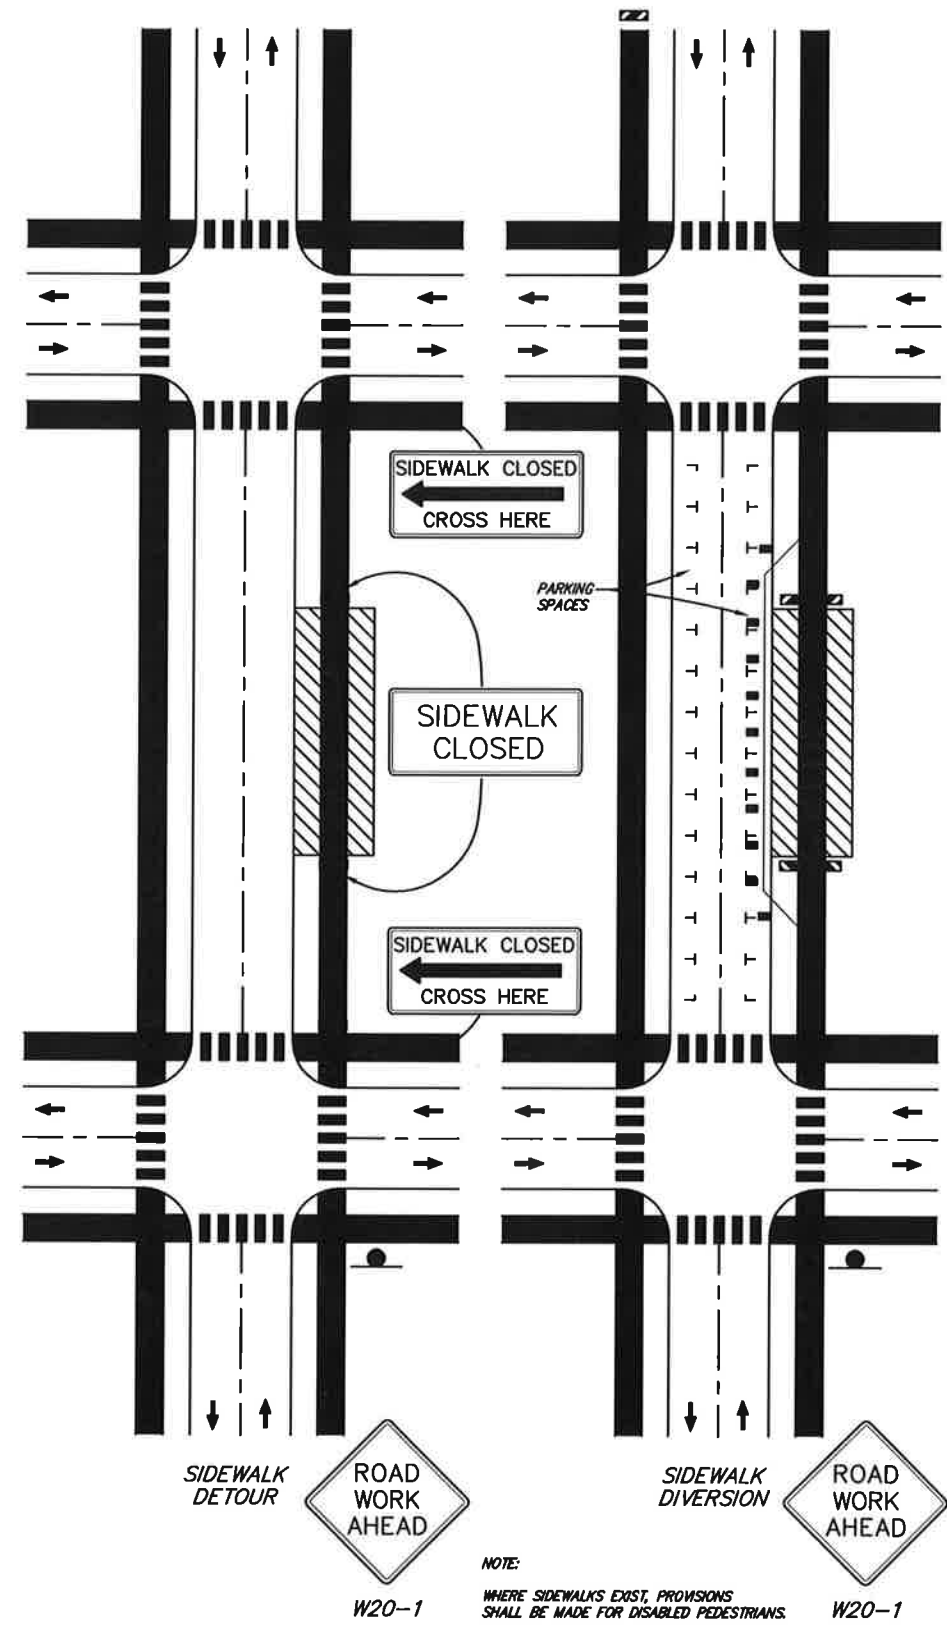 SIDEWALK CLOSED
CROSS HERE
PARKING
SPACES
SIDEWALK
CLOSED
SIDEWALK CLOSED
CROSS HERE
SIDEWALK
DETOUR
ROAD
WORK
AHEAD
W20-1
SIDEWALK
DIVERSION
ROAD
WORK
AHEAD
W20-1
NOTE:
WHERE SIDEWALKS EXIST, PROVISIONS
SHALL BE MADE FOR DISABLED PEDESTRIANS.